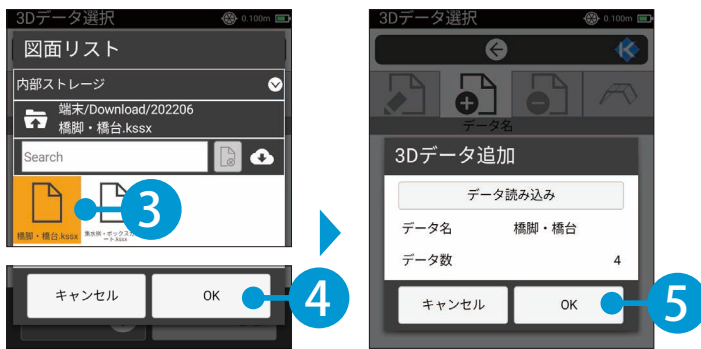 3Dデータ選択
0.100m
図面リスト
内部ストレージ
端末/Download/202206
橋脚・橋台.kssx
Search
橋脚・橋台.kssx
3
キャンセル
OK
4
3Dデータ選択
0.100m
データ名
3Dデータ追加
データ読み込み
データ名
橋脚・橋台
データ数
4
キャンセル
OK
5